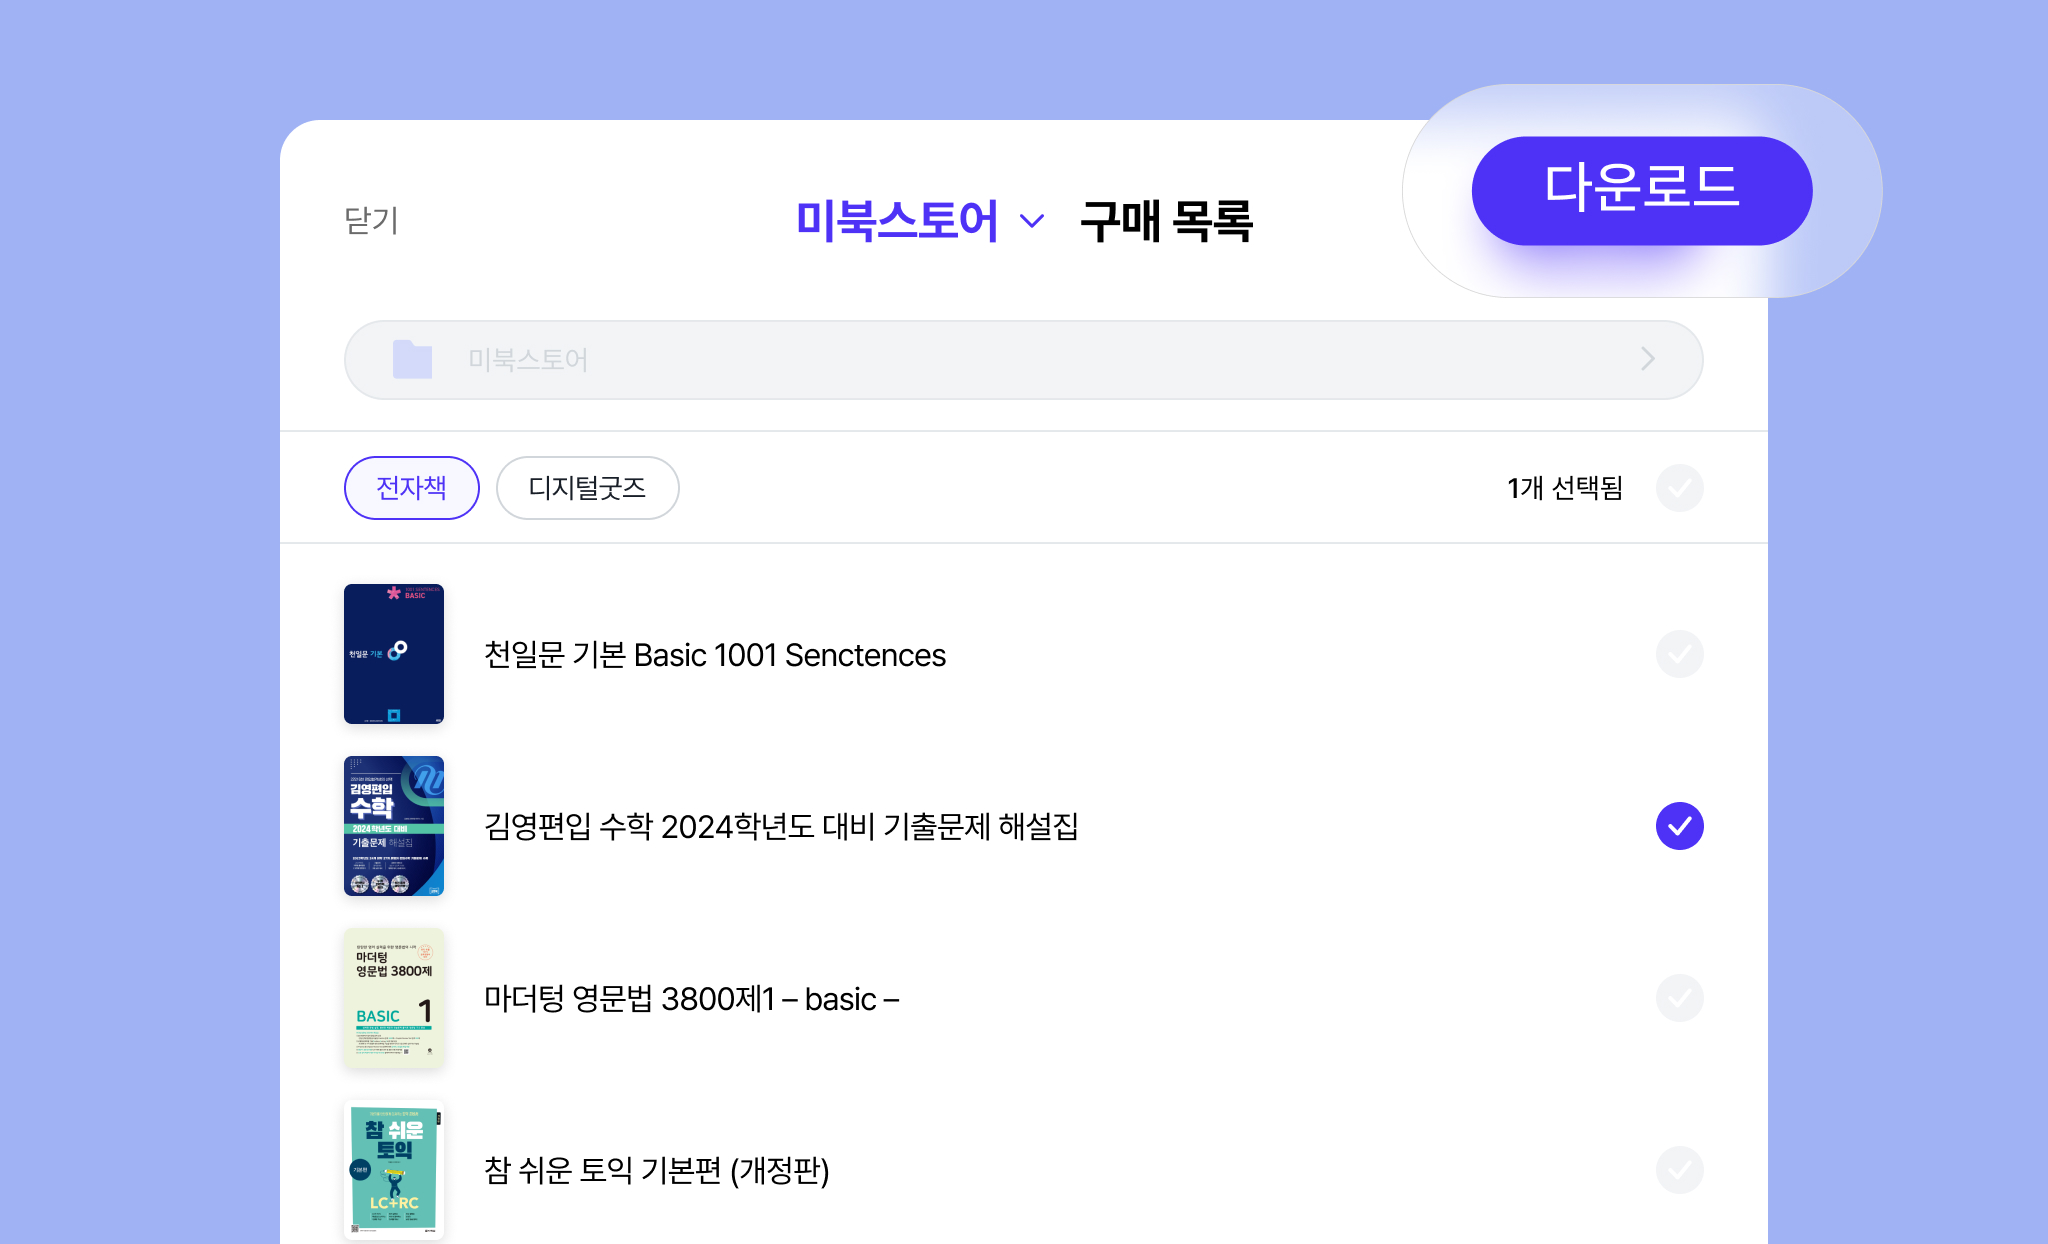 닫기
미북스토어 구매 목록
다운로드
미북스토어
전자책
디지털굿즈
1개 선택됨
BASIC
천일문 기본
천일문 기본 Basic 1001 Senctences
김영편입
수학
2024학년도 대비
기출문제 해설집
김영편입 수학 2024학년도 대비 기출문제 해설집
마더텅
영문법 3800제
BASIC 1
마더텅 영문법 3800제1 – basic –
참 쉬운
토익
기본편
LC+RC
참 쉬운 토익 기본편 (개정판)